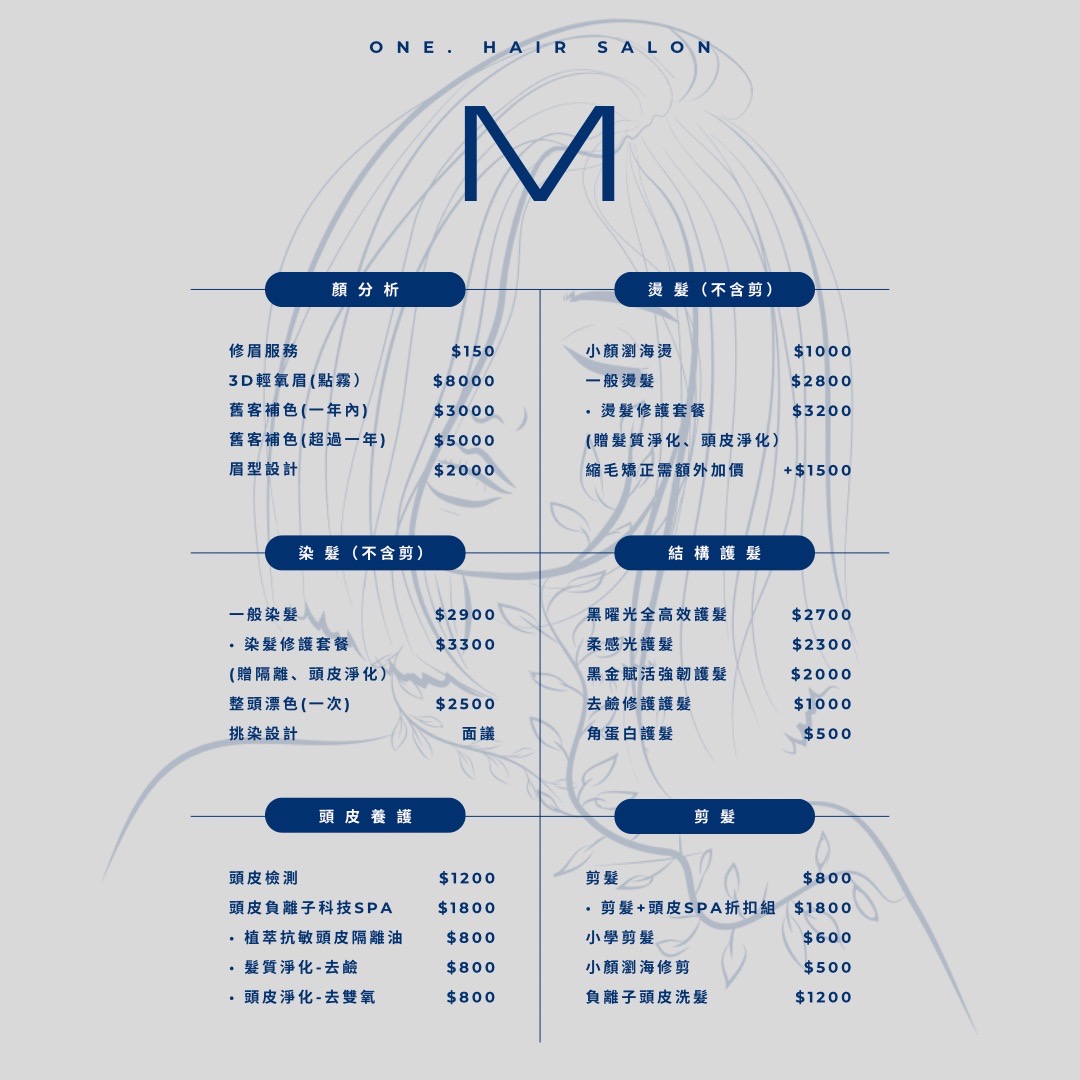 ONE. HAIR SALON
M
顏分析
修眉服務 $150
3D輕氧眉(點霧) $8000
舊客補色(一年內) $3000
舊客補色(超過一年) $5000
眉型設計 $2000
燙髮(不含剪)
小顏瀏海燙 $1000
一般燙髮 $2800
• 燙髮修護套餐 $3200
(贈髮質淨化、頭皮淨化)
縮毛矯正需額外加價 +$1500
染髮(不含剪)
一般染髮 $2900
• 染髮修護套餐 $3300
(贈隔離、頭皮淨化)
整頭漂色(一次) $2500
挑染設計 面議
結構護髮
黑曜光全高效護髮 $2700
柔感光護髮 $2300
黑金賦活強韌護髮 $2000
去鹼修護護髮 $1000
角蛋白護髮 $500
頭皮養護
頭皮檢測 $1200
頭皮負離子科技SPA $1800
• 植萃抗敏頭皮隔離油 $800
• 髮質淨化-去鹼 $800
• 頭皮淨化-去雙氧 $800
剪髮
剪髮 $800
• 剪髮+頭皮SPA折扣組 $1800
小學剪髮 $600
小顏瀏海修剪 $500
負離子頭皮洗髮 $1200